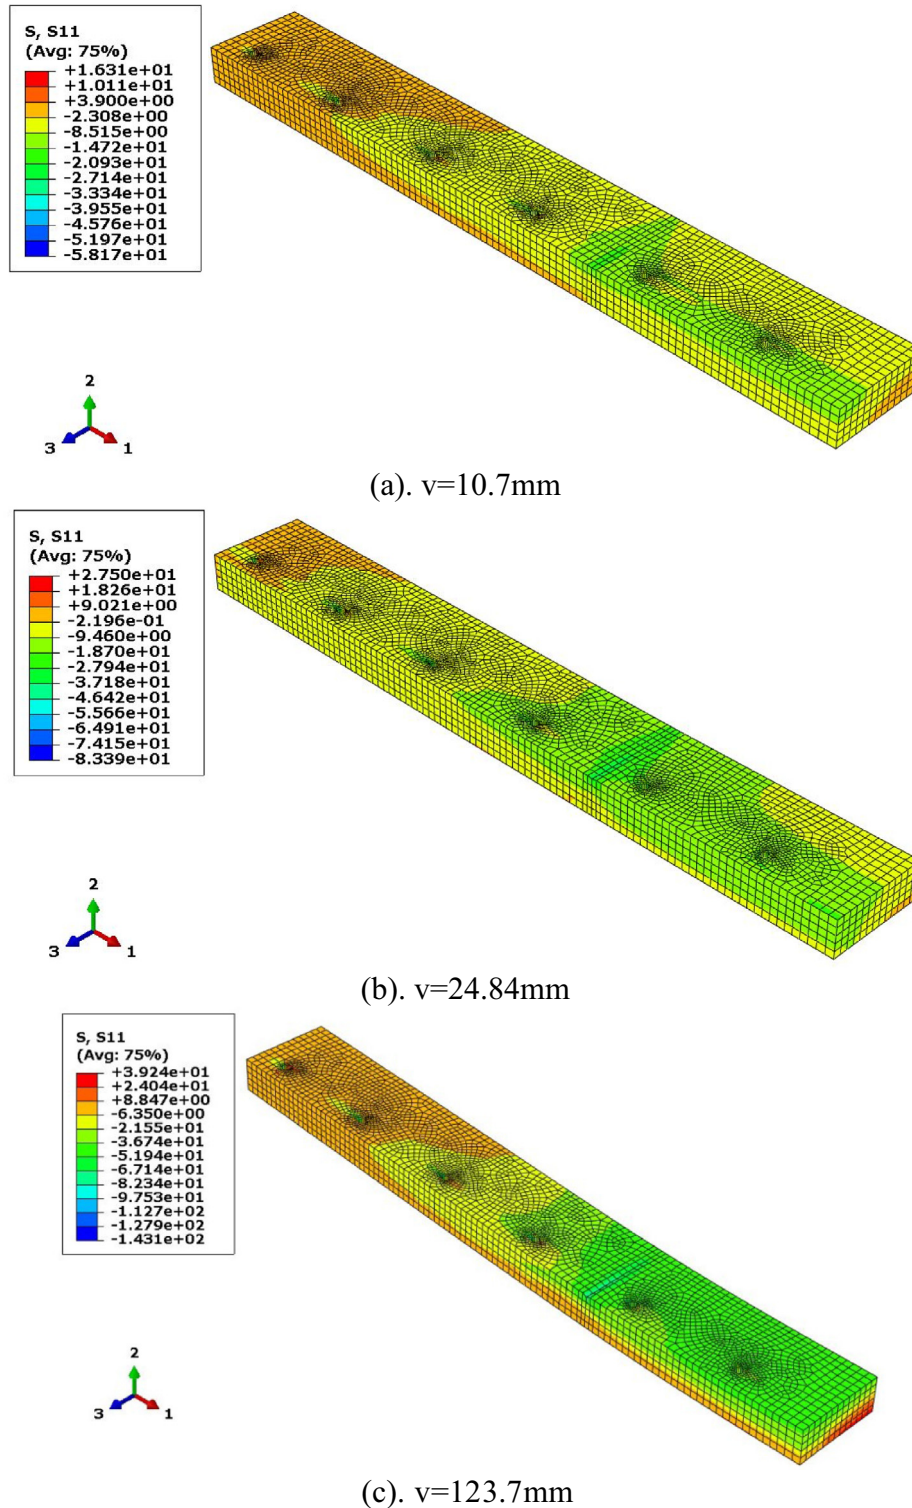 S, S11
(Avg: 75%)
+1.631e+01
+1.011e+01
+3.900e+00
-2.308e+00
-8.515e+00
-1.472e+01
-2.093e+01
-2.714e+01
-3.334e+01
-3.955e+01
-4.576e+01
-5.197e+01
-5.817e+01
2
3 1
(a). v=10.7mm
S, S11
(Avg: 75%)
+2.750e+01
+1.826e+01
+9.021e+00
-2.196e-01
-9.460e+00
-1.870e+01
-2.794e+01
-3.718e+01
-4.642e+01
-5.566e+01
-6.491e+01
-7.415e+01
-8.339e+01
2
3 1
(b). v=24.84mm
S, S11
(Avg: 75%)
+3.924e+01
+2.404e+01
+8.847e+00
-6.350e+00
-2.155e+01
-3.674e+01
-5.194e+01
-6.714e+01
-8.234e+01
-9.753e+01
-1.127e+02
-1.279e+02
-1.431e+02
2
3 1
(c). v=123.7mm